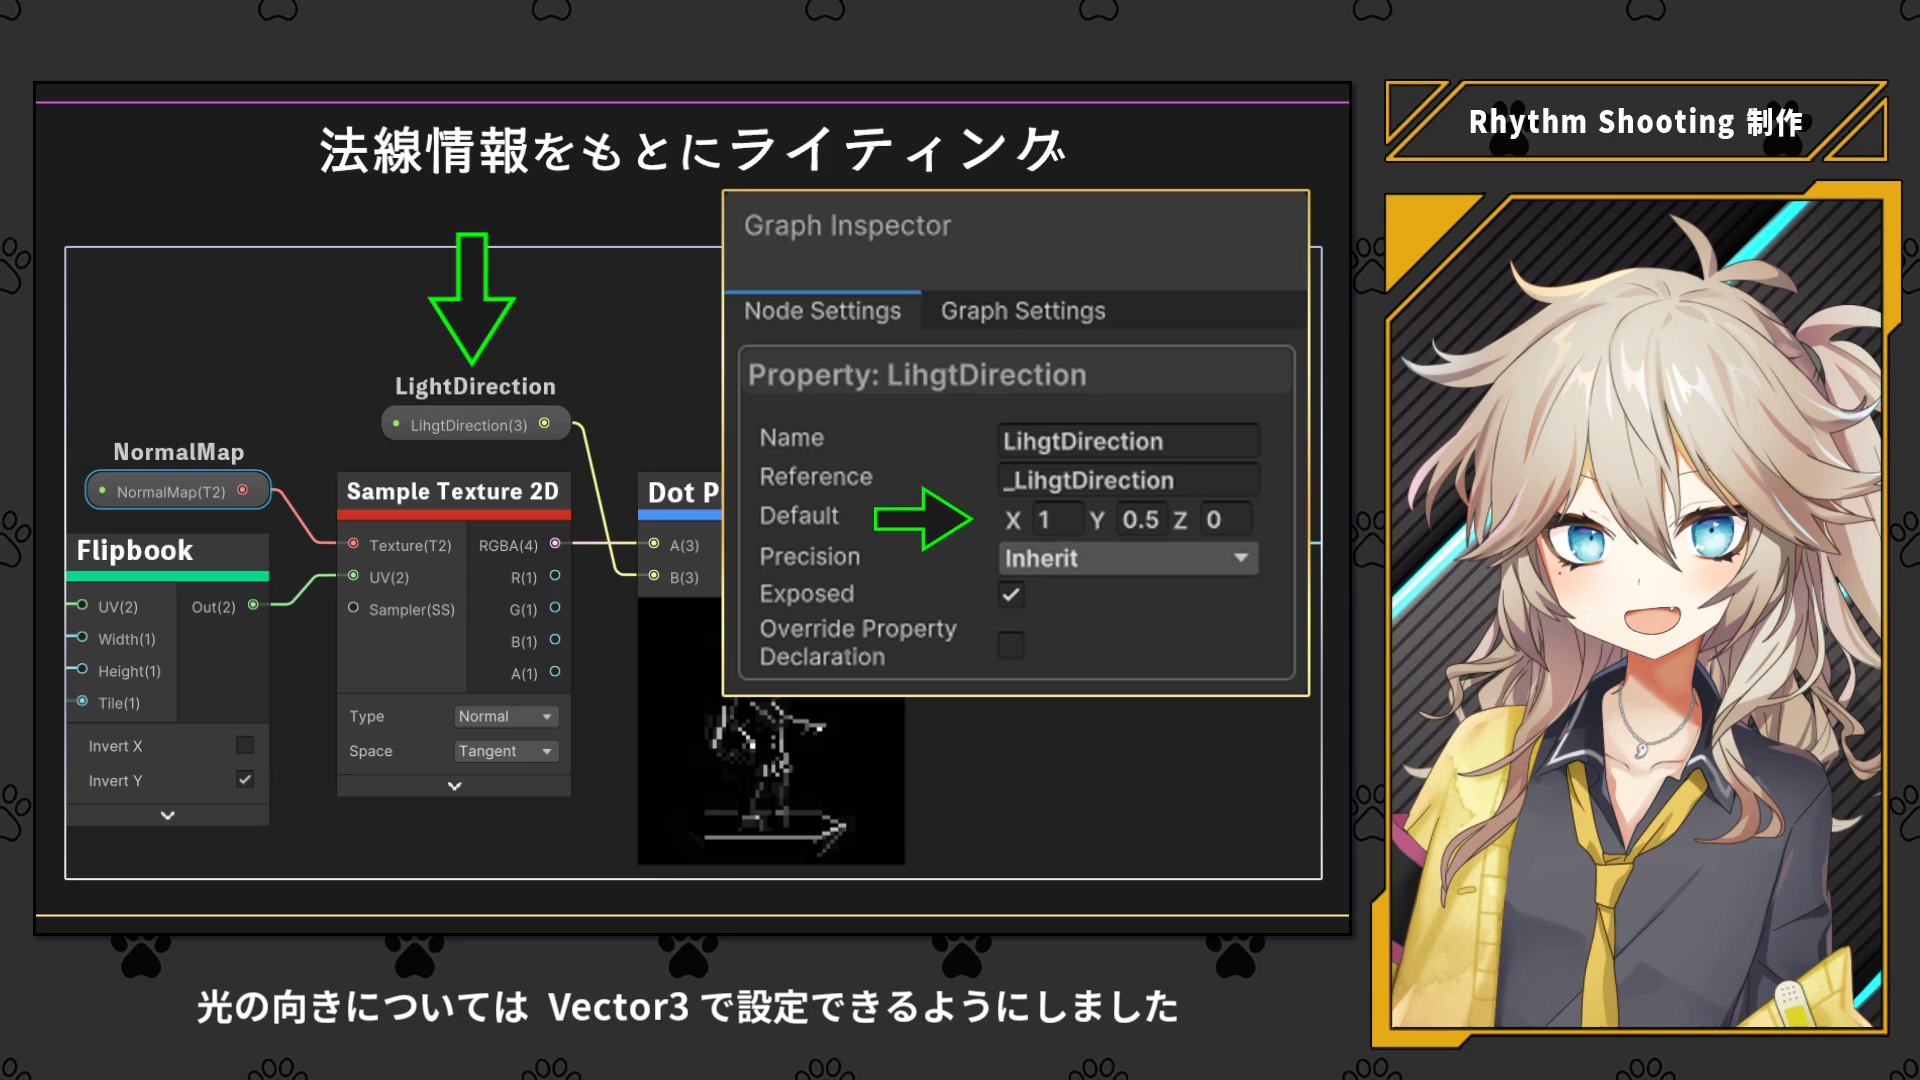 法線情報をもとにライティング
Rhythm Shooting 制作
Graph Inspector
Node Settings
Graph Settings
Property: LihgtDirection
Name
LihgtDirection
Reference
_LihgtDirection
Default
X 1 Y 0.5 Z 0
Precision
Inherit
Exposed
Override Property
Declaration
LightDirection
LihgtDirection(3)
NormalMap
NormalMap(T2)
Flipbook
UV(2)
Out(2)
Width(1)
Height(1)
Tile(1)
Invert X
Invert Y
Sample Texture 2D
Texture(T2)
RGBA(4)
UV(2)
R(1)
Sampler(SS)
G(1)
B(1)
A(1)
Type
Normal
Space
Tangent
Dot P
A(3)
B(3)
光の向きについては Vector3 で設定できるようにしました